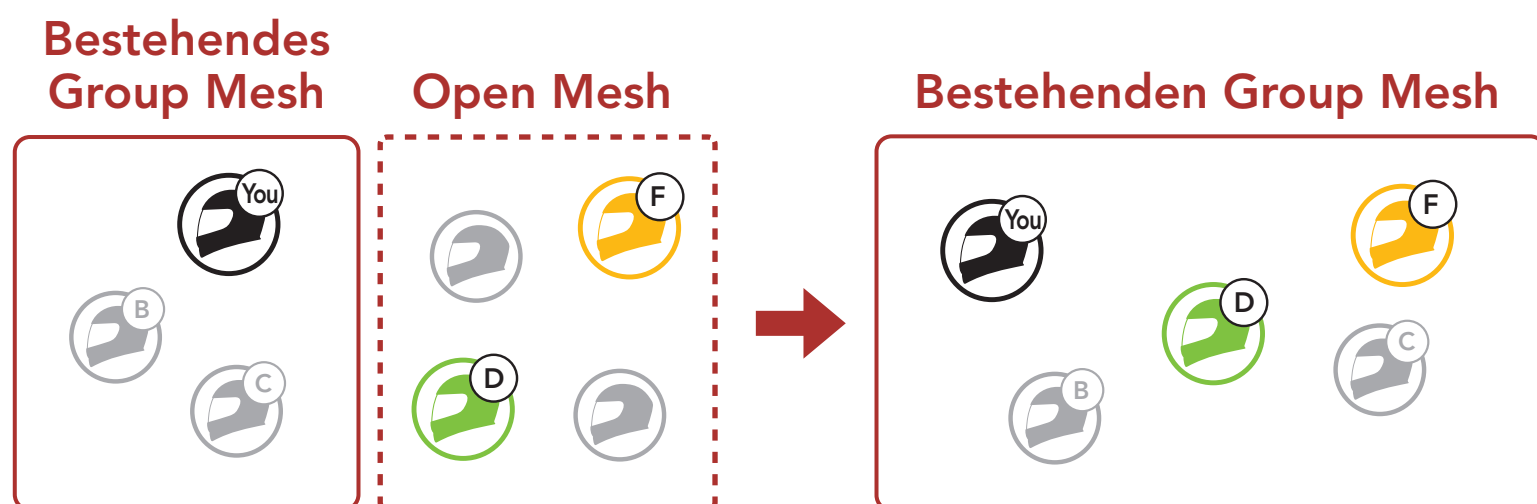 Bestehendes
Group Mesh
Open Mesh
Bestehenden Group Mesh
You
B
C
F
D
You
F
D
C
B